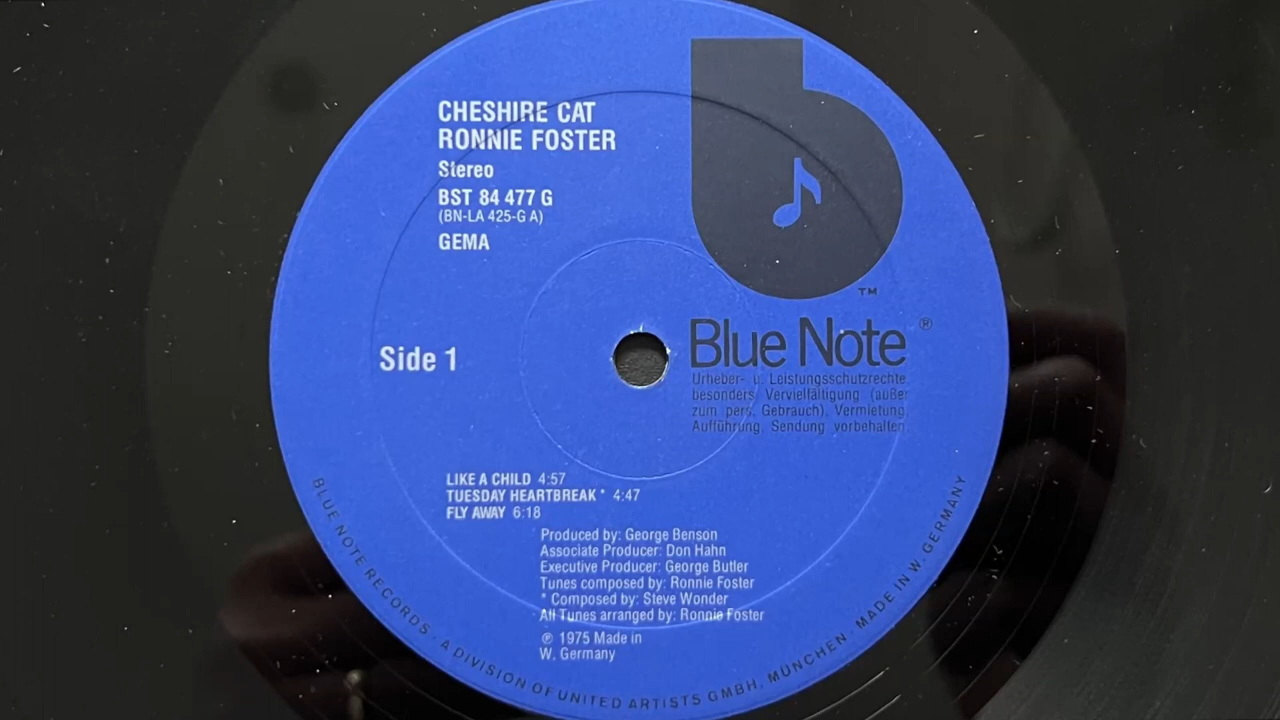 CHESHIRE CAT
RONNIE FOSTER
Stereo
BST 84 477 G
(BN-LA 425-G A)
GEMA
Side 1
TM
Blue Note ®
Urheber- u. Leistungsschutzrechte,
besonders Vervielfältigung (außer
zum pers. Gebrauch), Vermietung,
Aufführung, Sendung vorbehalten.
LIKE A CHILD 4:57
TUESDAY HEARTBREAK * 4:47
FLY AWAY 6:18
Produced by: George Benson
Associate Producer: Don Hahn
Executive Producer: George Butler
Tunes composed by: Ronnie Foster
* Composed by: Steve Wonder
All Tunes arranged by: Ronnie Foster
℗ 1975 Made in
W. Germany
BLUE NOTE RECORDS · A DIVISION OF UNITED ARTISTS GMBH, MÜNCHEN · MADE IN W. GERMANY